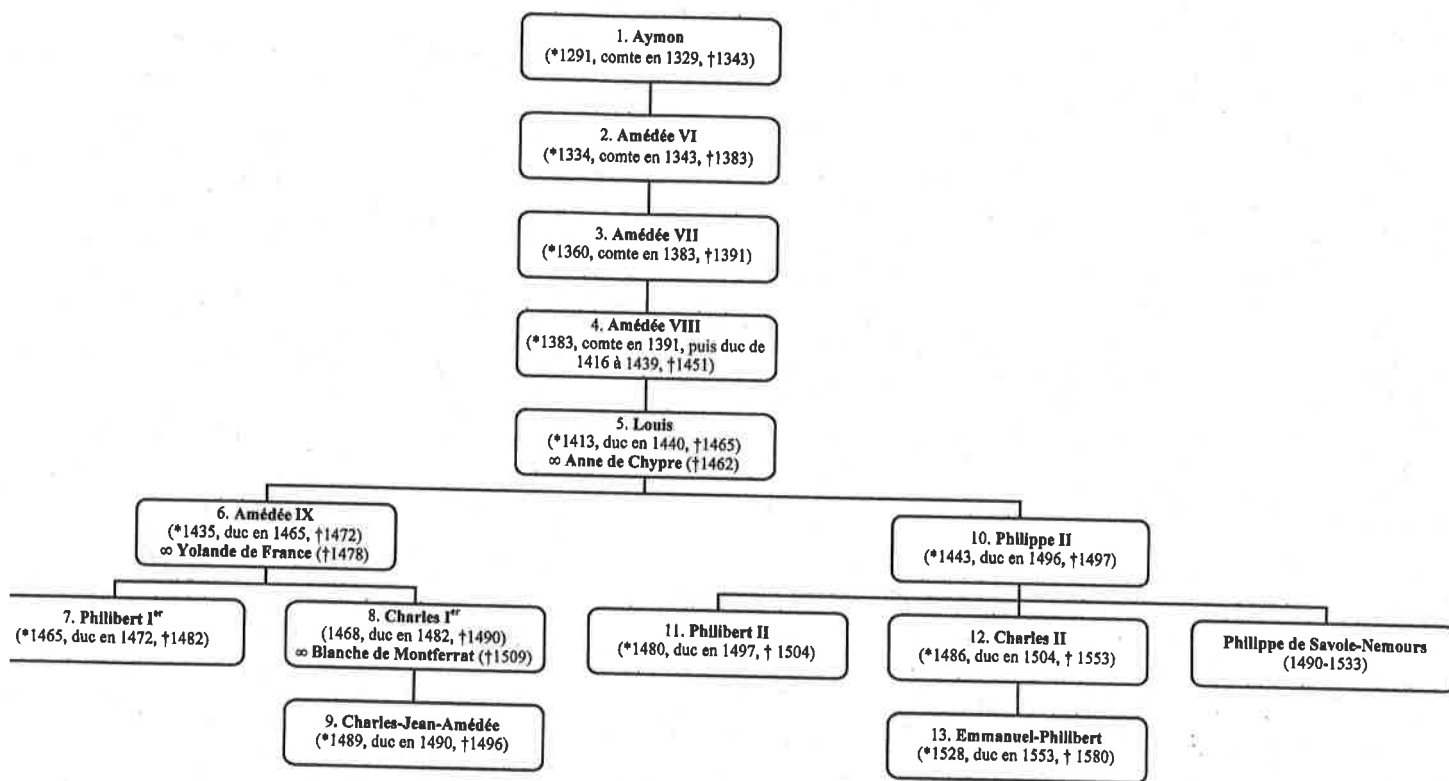 1. Aymon
(*1291, comte en 1329, †1343)
2. Amédée VI
(*1334, comte en 1343, †1383)
3. Amédée VII
(*1360, comte en 1383, †1391)
4. Amédée VIII
(*1383, comte en 1391, puis duc de
1416 à 1439, †1451)
5. Louis
(*1413, duc en 1440, †1465)
∞ Anne de Chypre (†1462)
6. Amédée IX
(*1435, duc en 1465, †1472)
∞ Yolande de France (†1478)
7. Philibert Ier
(*1465, duc en 1472, †1482)
8. Charles Ier
(1468, duc en 1482, †1490)
∞ Blanche de Montferrat (†1509)
9. Charles-Jean-Amédée
(*1489, duc en 1490, †1496)
10. Philippe II
(*1443, duc en 1496, †1497)
11. Philibert II
(*1480, duc en 1497, † 1504)
12. Charles II
(*1486, duc en 1504, † 1553)
Philippe de Savoie-Nemours
(1490-1533)
13. Emmanuel-Philibert
(*1528, duc en 1553, † 1580)